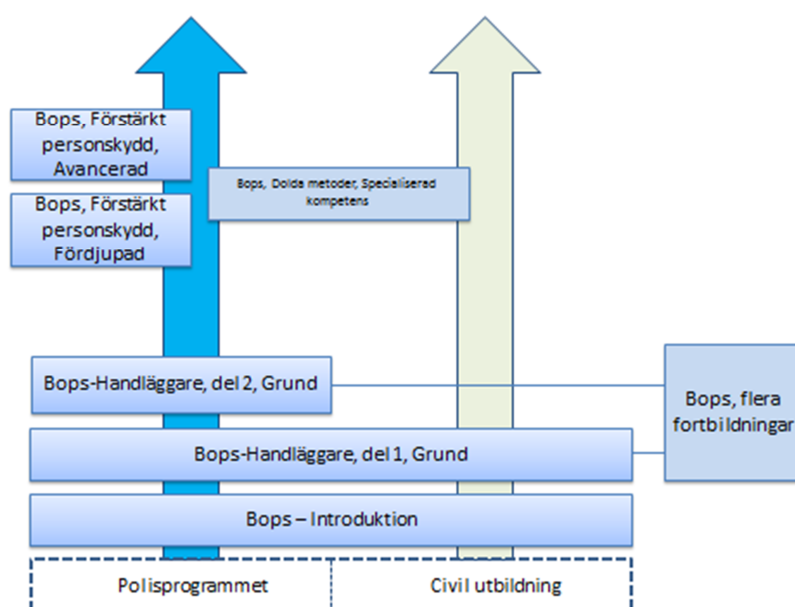 Bops, Förstärkt
personskydd,
Avancerad
Bops, Dolda metoder, Specialiserad
kompetens
Bops, Förstärkt
personskydd,
Fördjupad
Bops-Handläggare, del 2, Grund
Bops, flera
fortbildningar
Bops-Handläggare, del 1, Grund
Bops – Introduktion
Polisprogrammet
Civil utbildning